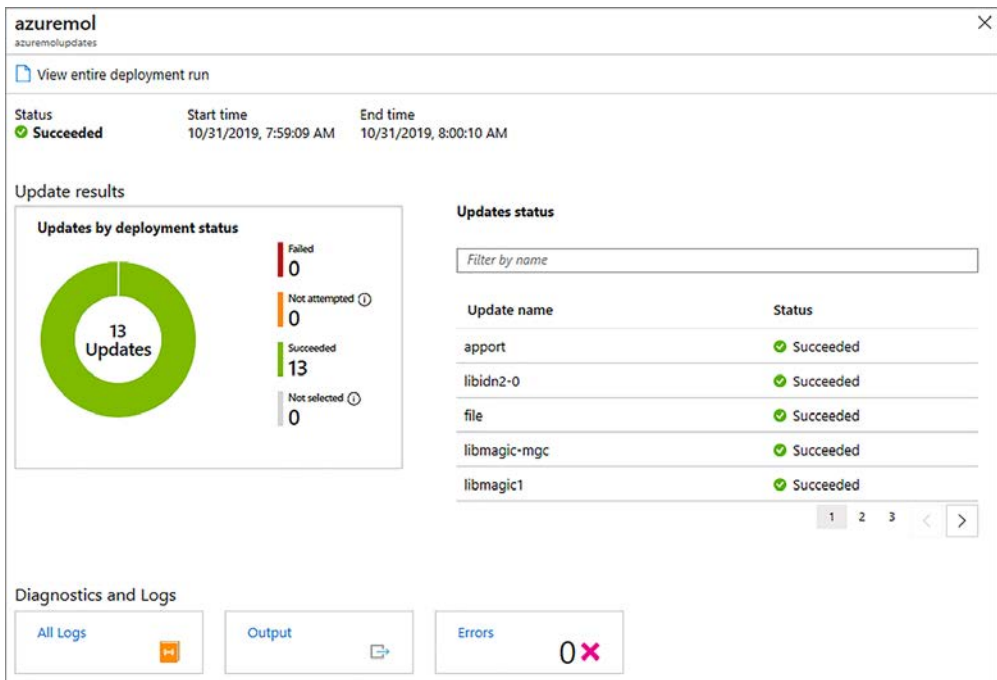 azuremol
azuremolupdates
View entire deployment run
Status Start time End time
Succeeded 10/31/2019, 7:59:09 AM 10/31/2019, 8:00:10 AM
Update results
Updates by deployment status
13
Updates
Failed
0
Not attempted
0
Succeeded
13
Not selected
0
Updates status
Filter by name
Update name Status
apport Succeeded
libidn2-0 Succeeded
file Succeeded
libmagic-mgc Succeeded
libmagic1 Succeeded
1 2 3
Diagnostics and Logs
All Logs
Output
Errors
0